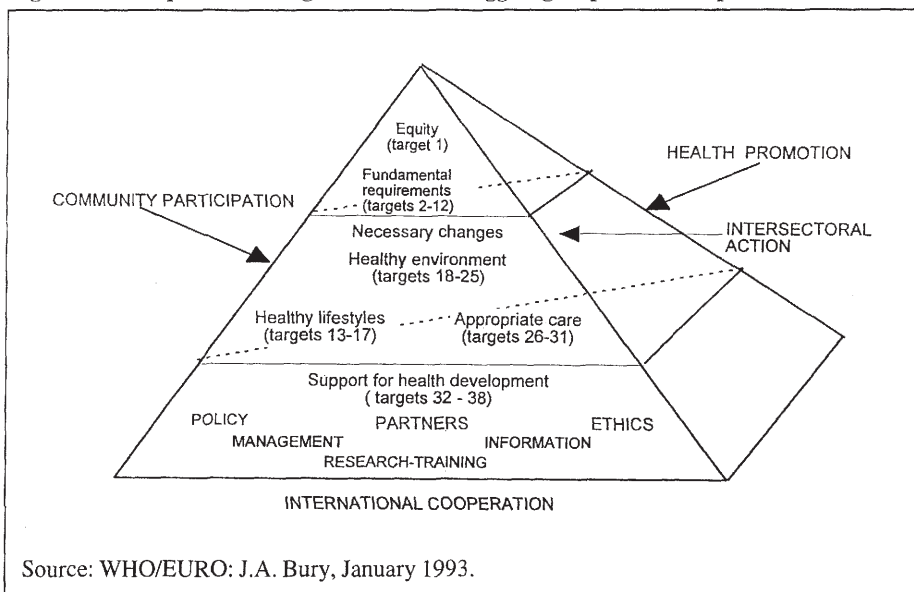 Equity
(target 1)
HEALTH PROMOTION
Fundamental
requirements
(targets 2-12)
COMMUNITY PARTICIPATION
Necessary changes
INTERSECTORAL
ACTION
Healthy environment
(targets 18-25)
Healthy lifestyles
(targets 13-17)
Appropriate care
(targets 26-31)
Support for health development
( targets 32 - 38)
POLICY PARTNERS ETHICS
MANAGEMENT INFORMATION
RESEARCH-TRAINING
INTERNATIONAL COOPERATION
Source: WHO/EURO: J.A. Bury, January 1993.